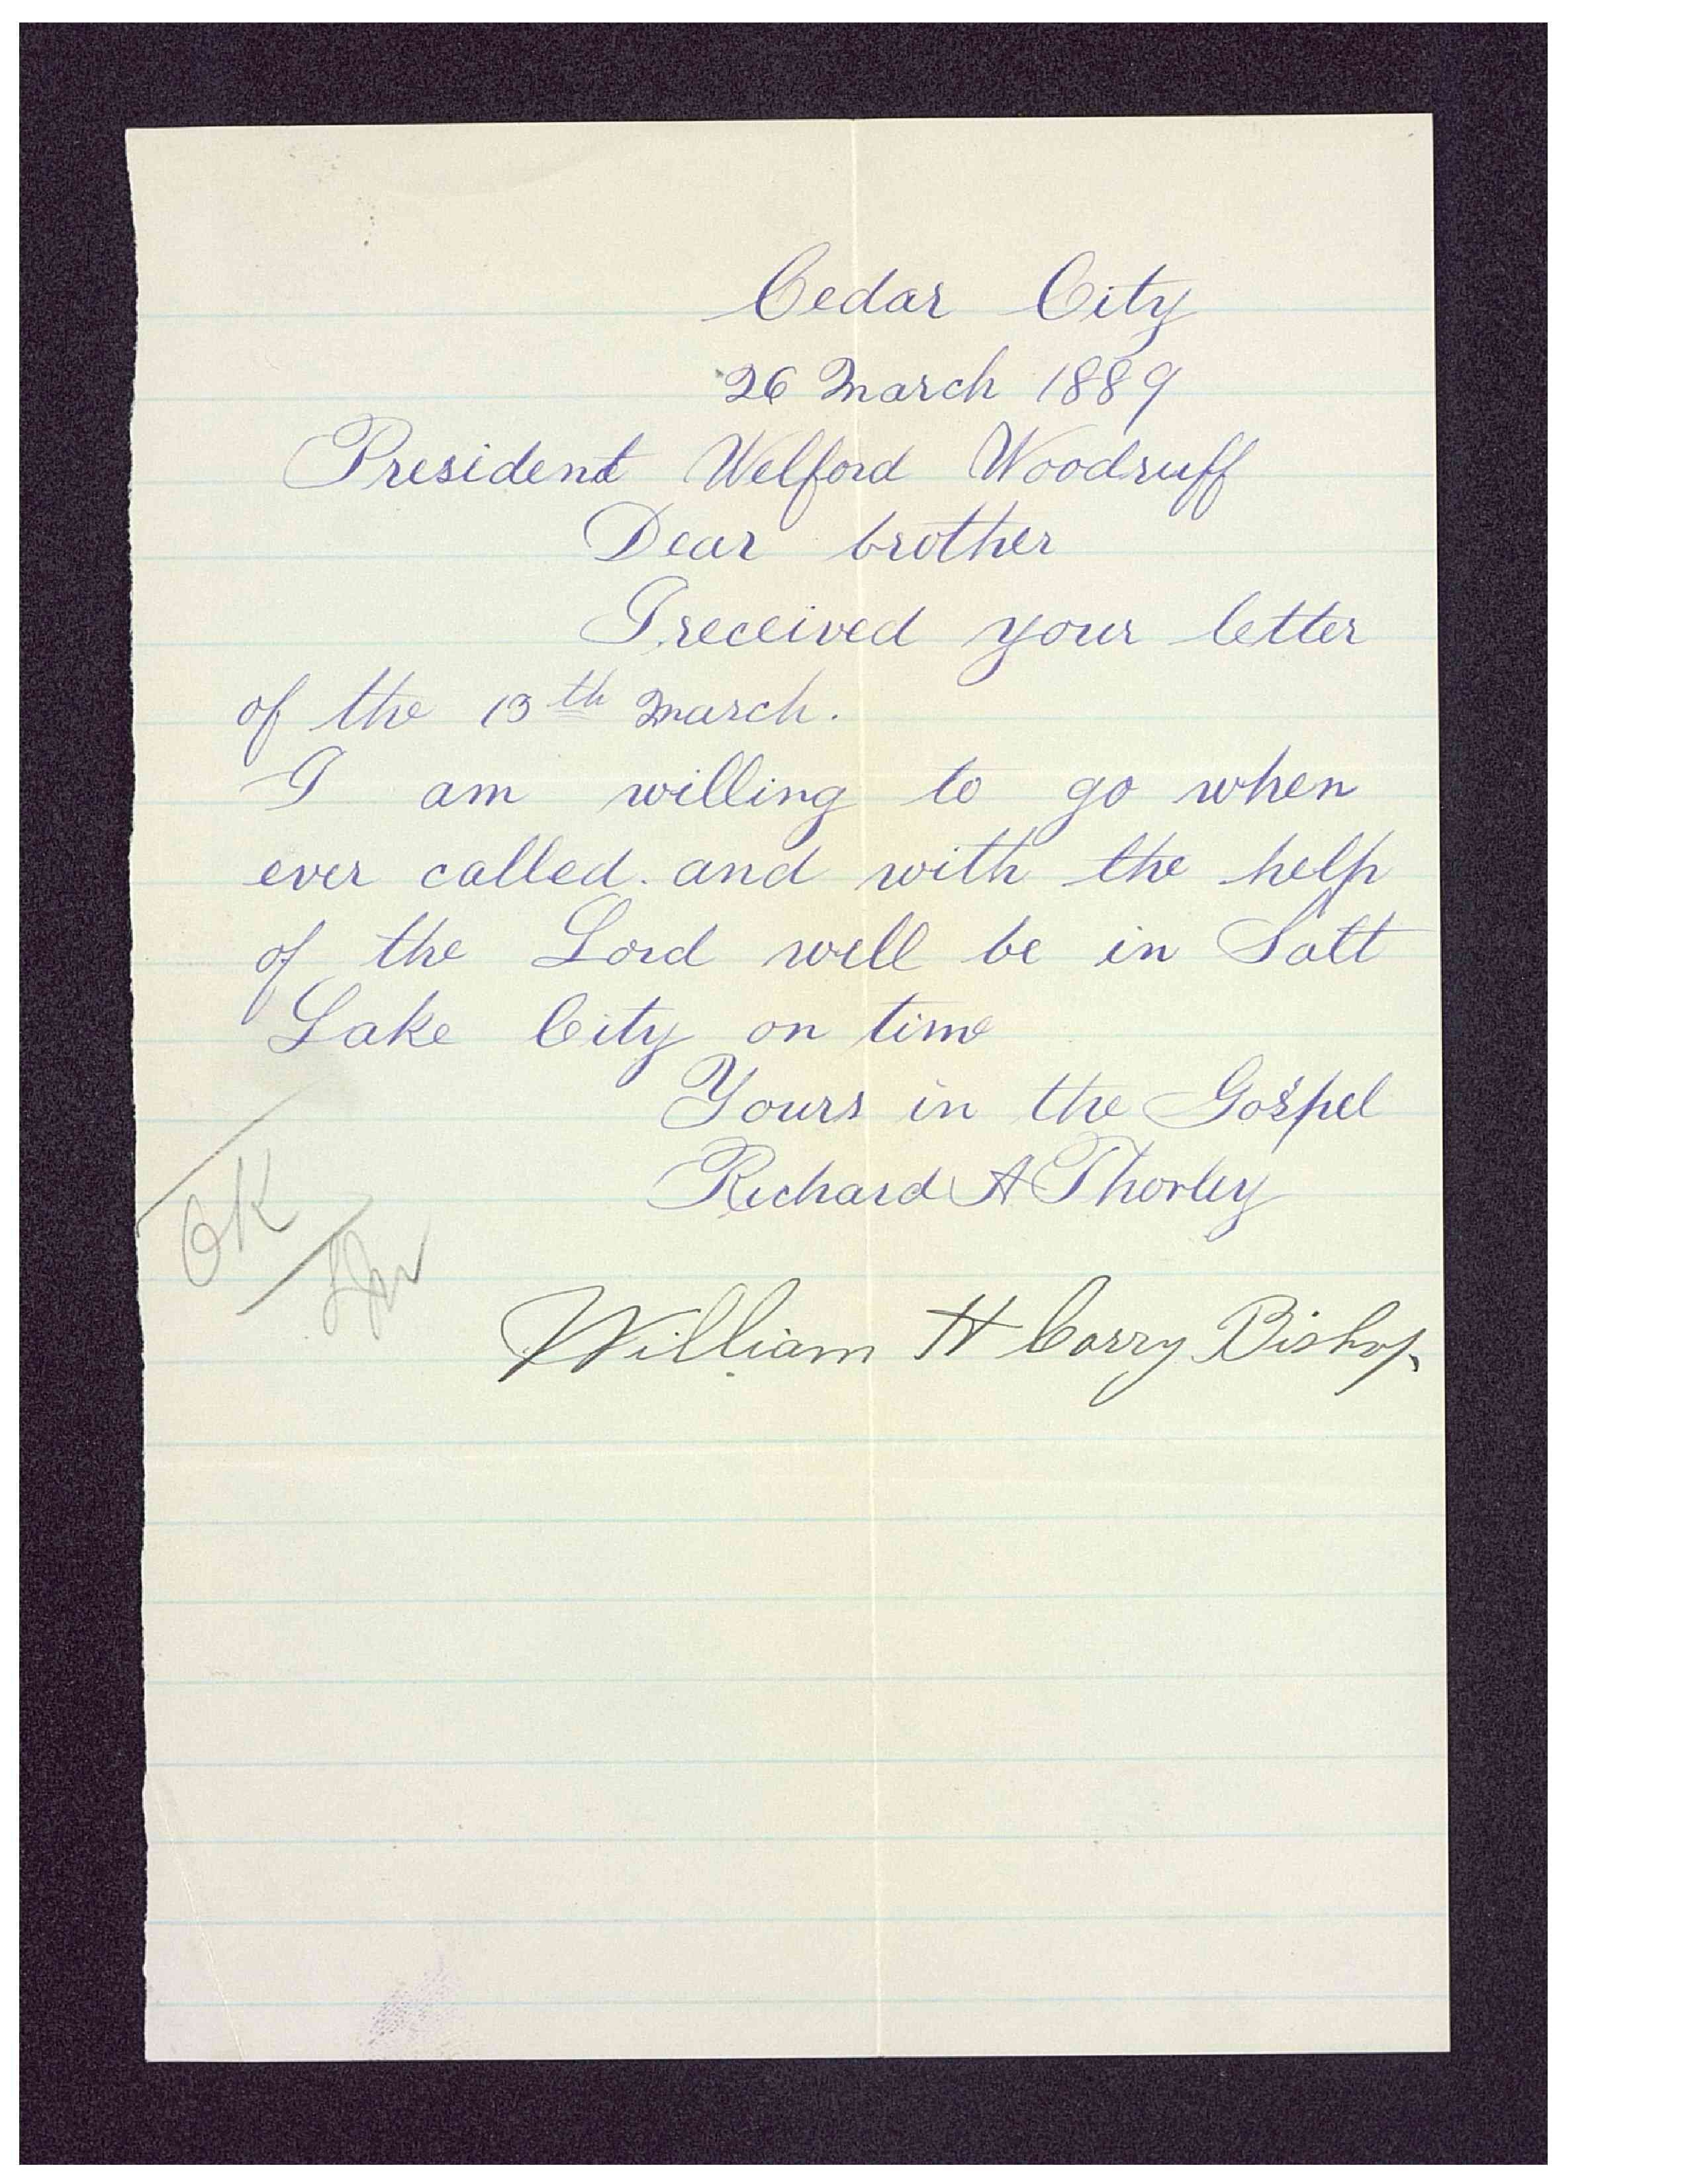 Cedar City
26 March 1889
President Welford Woodruff
Dear brother
I received your letter
of the 13th March.
I am willing to go when
ever called. and with the help
of the Lord will be in Salt
Lake City on time
Yours in the Gospel
Richard A Thorley
OK
William H Corry Bishop